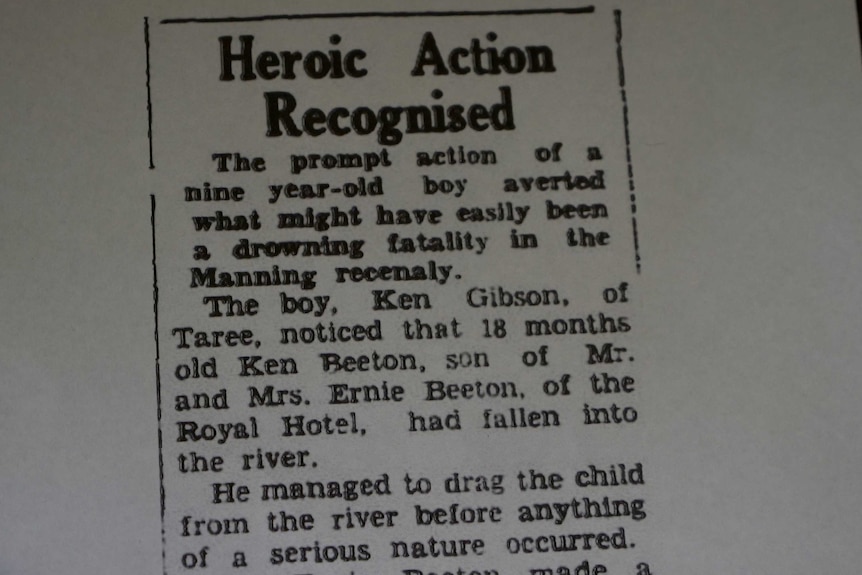 Heroic Action
Recognised
The prompt action of a
nine year-old boy averted
what might have easily been
a drowning fatality in the
Manning recenaly.
The boy, Ken Gibson, of
Taree, noticed that 18 months
old Ken Beeton, son of Mr.
and Mrs. Ernie Beeton, of the
Royal Hotel, had fallen into
the river.
He managed to drag the child
from the river before anything
of a serious nature occurred.
Beeton made a